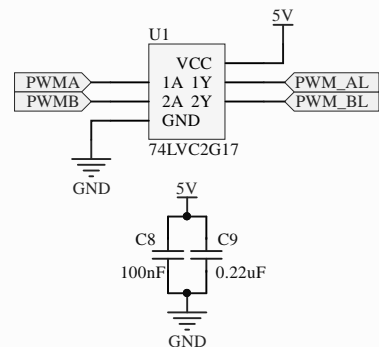 U1
5V
VCC
PWMA 1A 1Y PWM_AL
PWMB 2A 2Y PWM_BL
GND
74LVC2G17
GND
5V
C8 C9
100nF 0.22uF
GND